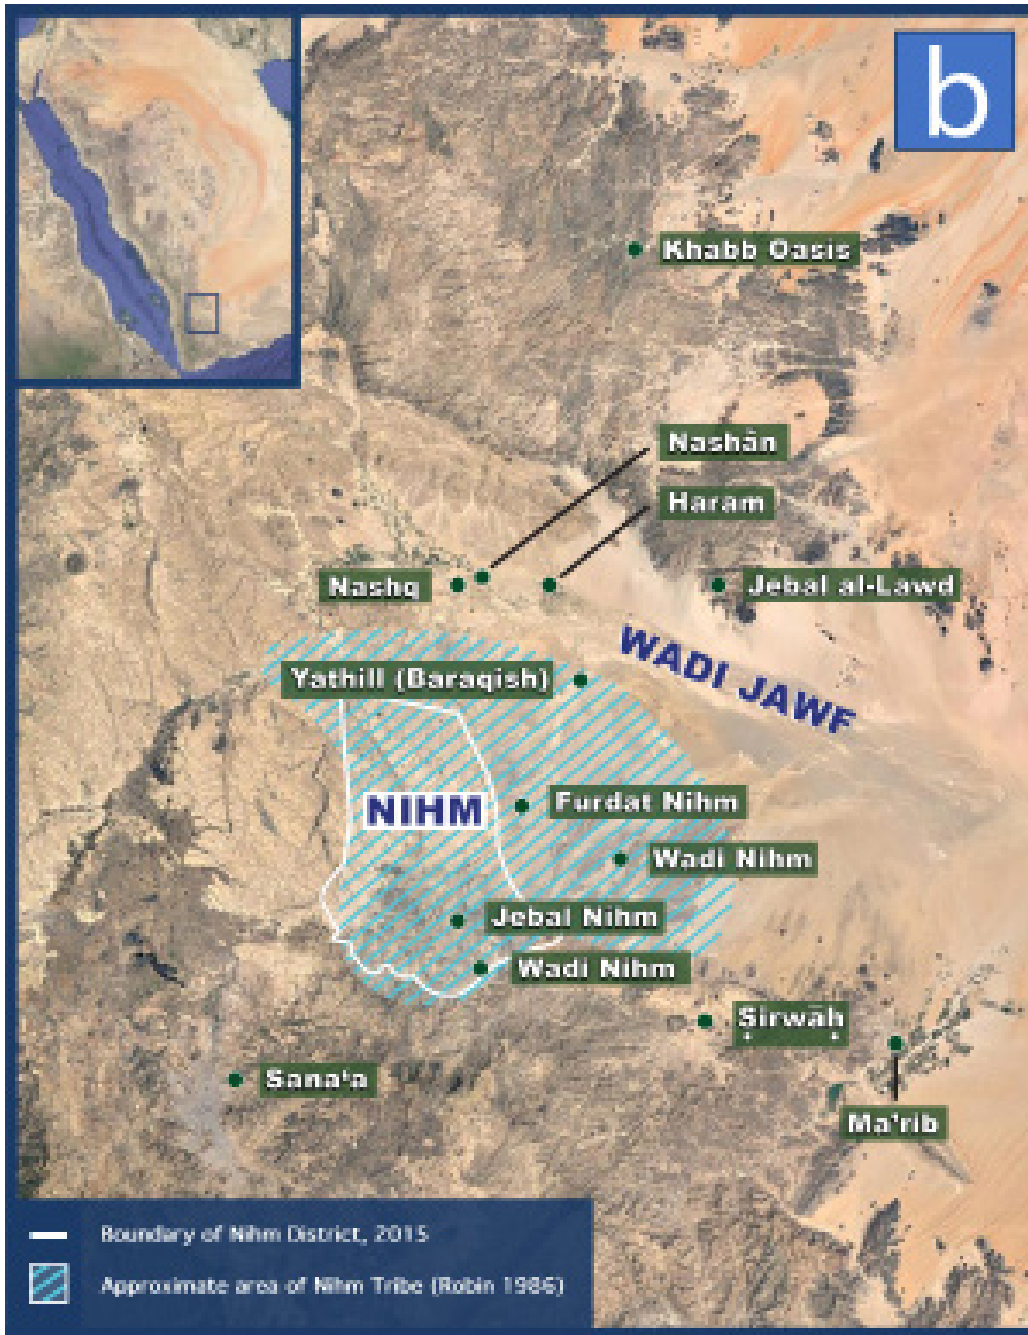 b
Khabb Oasis
Nashān
Haram
Nashq
Jebal al-Lawd
WADI JAWF
Yathill (Baraqish)
NIHM
Furdat Nihm
Wadi Nihm
Jebal Nihm
Wadi Nihm
Ṣirwāḥ
Sana'a
Ma'rib
Boundary of Nihm District, 2015
Approximate area of Nihm Tribe (Robin 1986)